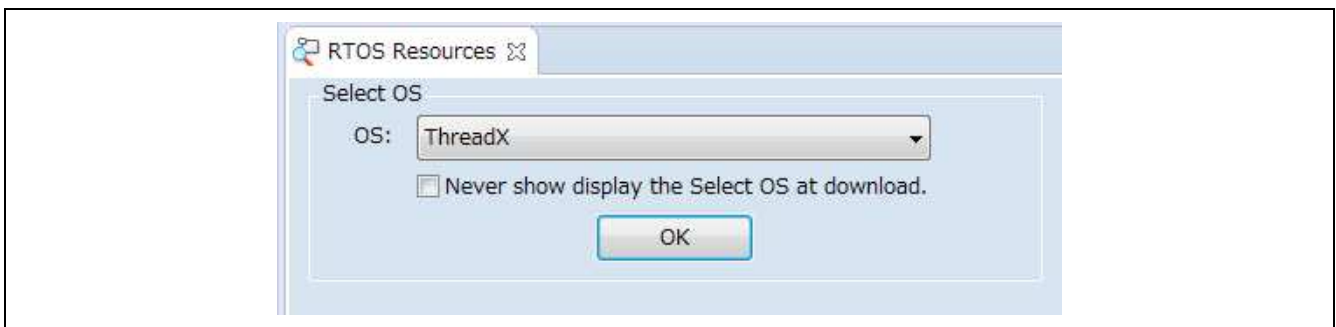 RTOS Resources
Select OS
OS: ThreadX
Never show display the Select OS at download.
OK